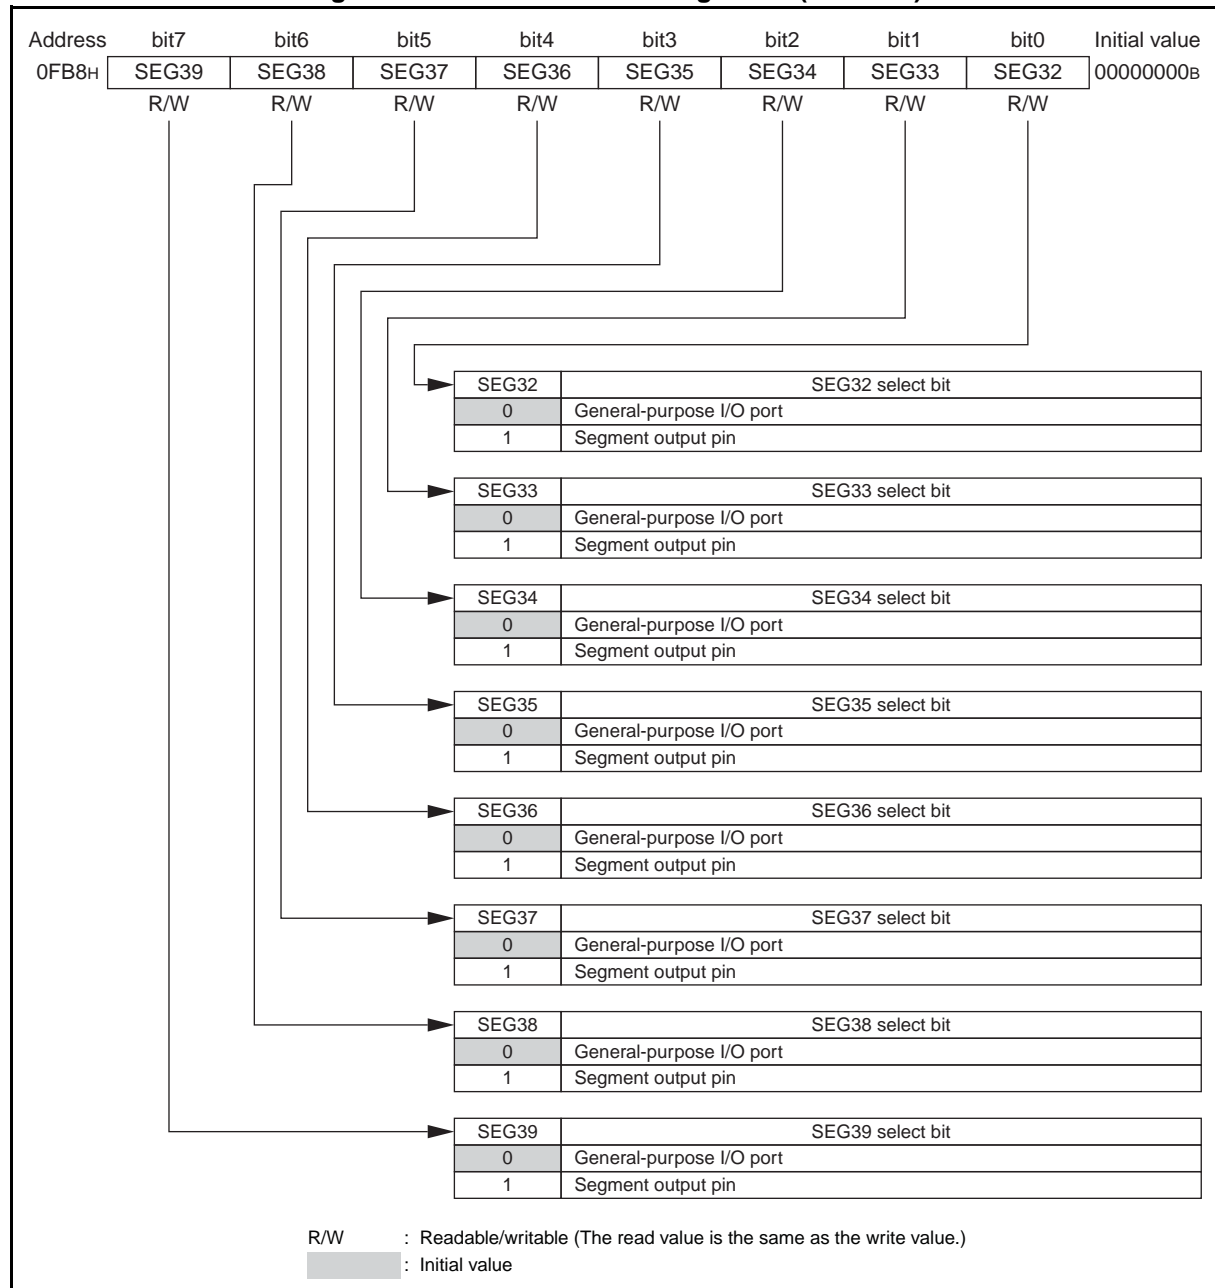 Address bit7 bit6 bit5 bit4 bit3 bit2 bit1 bit0 Initial value
0FB8H SEG39 SEG38 SEG37 SEG36 SEG35 SEG34 SEG33 SEG32 00000000B
R/W R/W R/W R/W R/W R/W R/W R/W
SEG32 SEG32 select bit
0 General-purpose I/O port
1 Segment output pin
SEG33 SEG33 select bit
0 General-purpose I/O port
1 Segment output pin
SEG34 SEG34 select bit
0 General-purpose I/O port
1 Segment output pin
SEG35 SEG35 select bit
0 General-purpose I/O port
1 Segment output pin
SEG36 SEG36 select bit
0 General-purpose I/O port
1 Segment output pin
SEG37 SEG37 select bit
0 General-purpose I/O port
1 Segment output pin
SEG38 SEG38 select bit
0 General-purpose I/O port
1 Segment output pin
SEG39 SEG39 select bit
0 General-purpose I/O port
1 Segment output pin
R/W : Readable/writable (The read value is the same as the write value.)
: Initial value